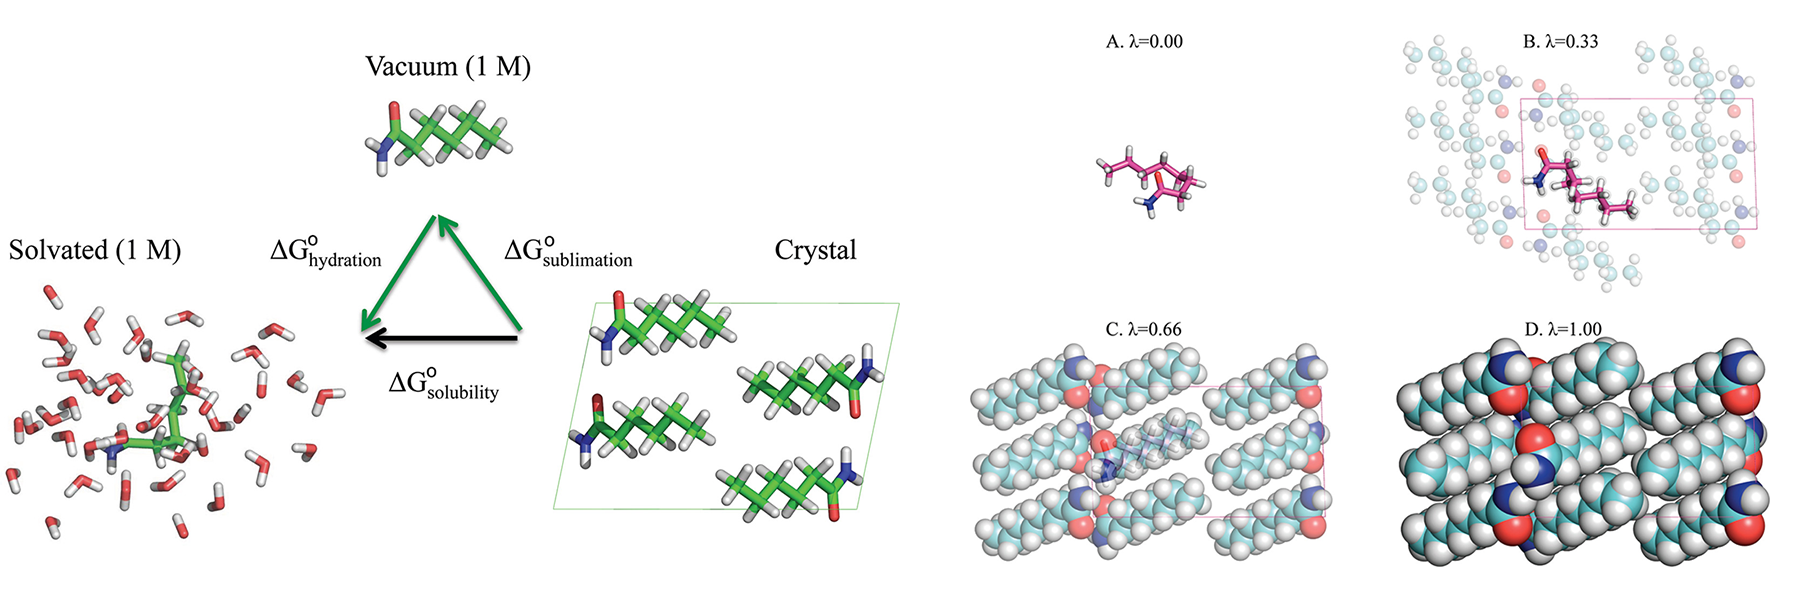 Vacuum (1 M)
Solvated (1 M)
ΔG°hydration
ΔG°sublimation
Crystal
ΔG°solubility
A. λ=0.00
B. λ=0.33
C. λ=0.66
D. λ=1.00